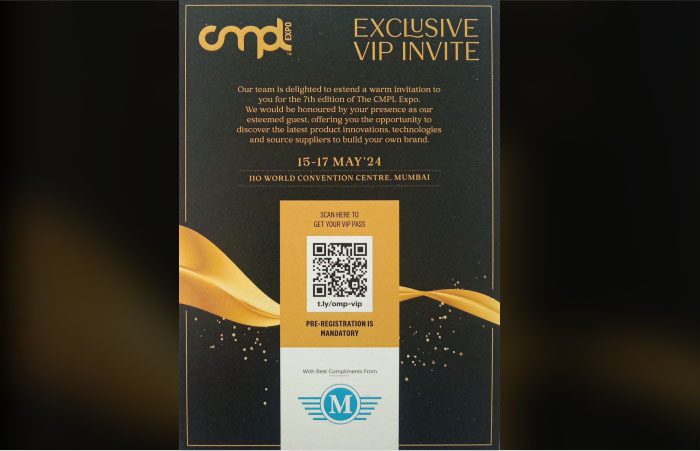 cmpl EXPO
EXCLUSIVE
VIP INVITE
Our team is delighted to extend a warm invitation to
you for the 7th edition of The CMPL Expo.
We would be honoured by your presence as our
esteemed guest, offering you the opportunity to
discover the latest product innovations, technologies
and source suppliers to build your own brand.
15-17 MAY'24
JIO WORLD CONVENTION CENTRE, MUMBAI
SCAN HERE TO
GET YOUR VIP PASS
t.ly/omp-vip
PRE-REGISTRATION IS
MANDATORY
With Best Compliments From
M